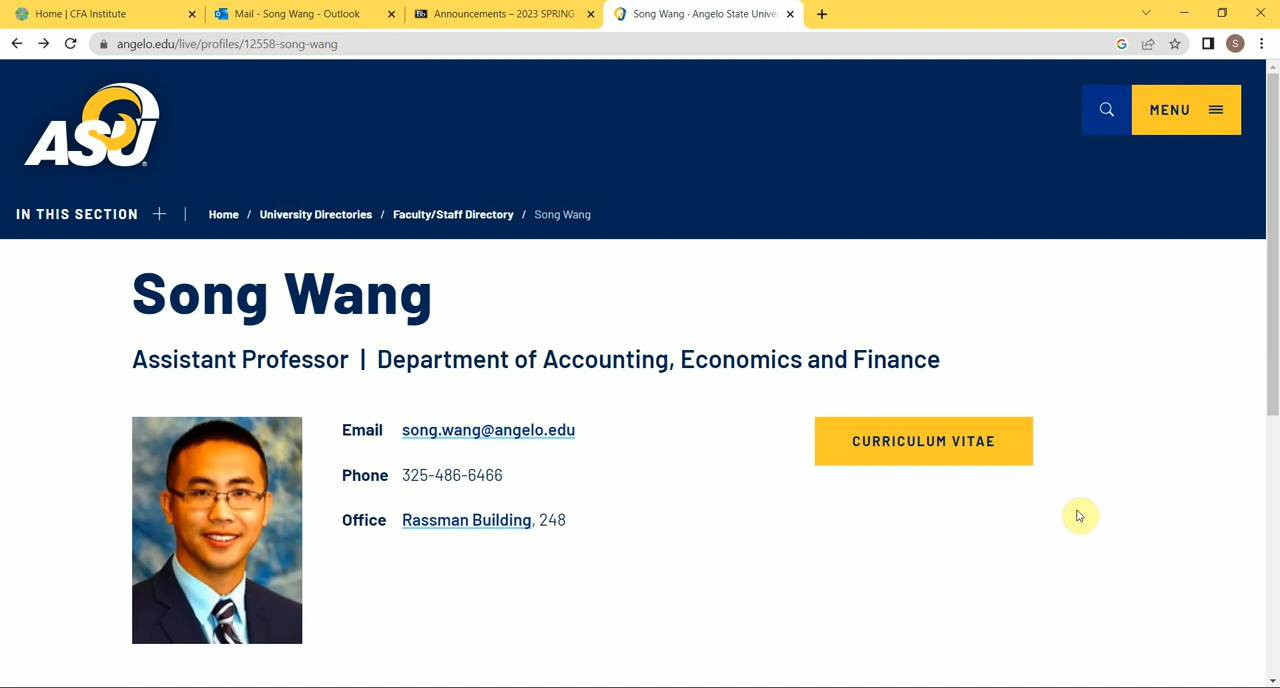 Home | CFA Institute
Mail - Song Wang - Outlook
Bb Announcements – 2023 SPRING
Song Wang · Angelo State Unive
angelo.edu/live/profiles/12558-song-wang
S
ASU
MENU
IN THIS SECTION
Home / University Directories / Faculty/Staff Directory / Song Wang
Song Wang
Assistant Professor | Department of Accounting, Economics and Finance
Email song.wang@angelo.edu
CURRICULUM VITAE
Phone 325-486-6466
Office Rassman Building, 248